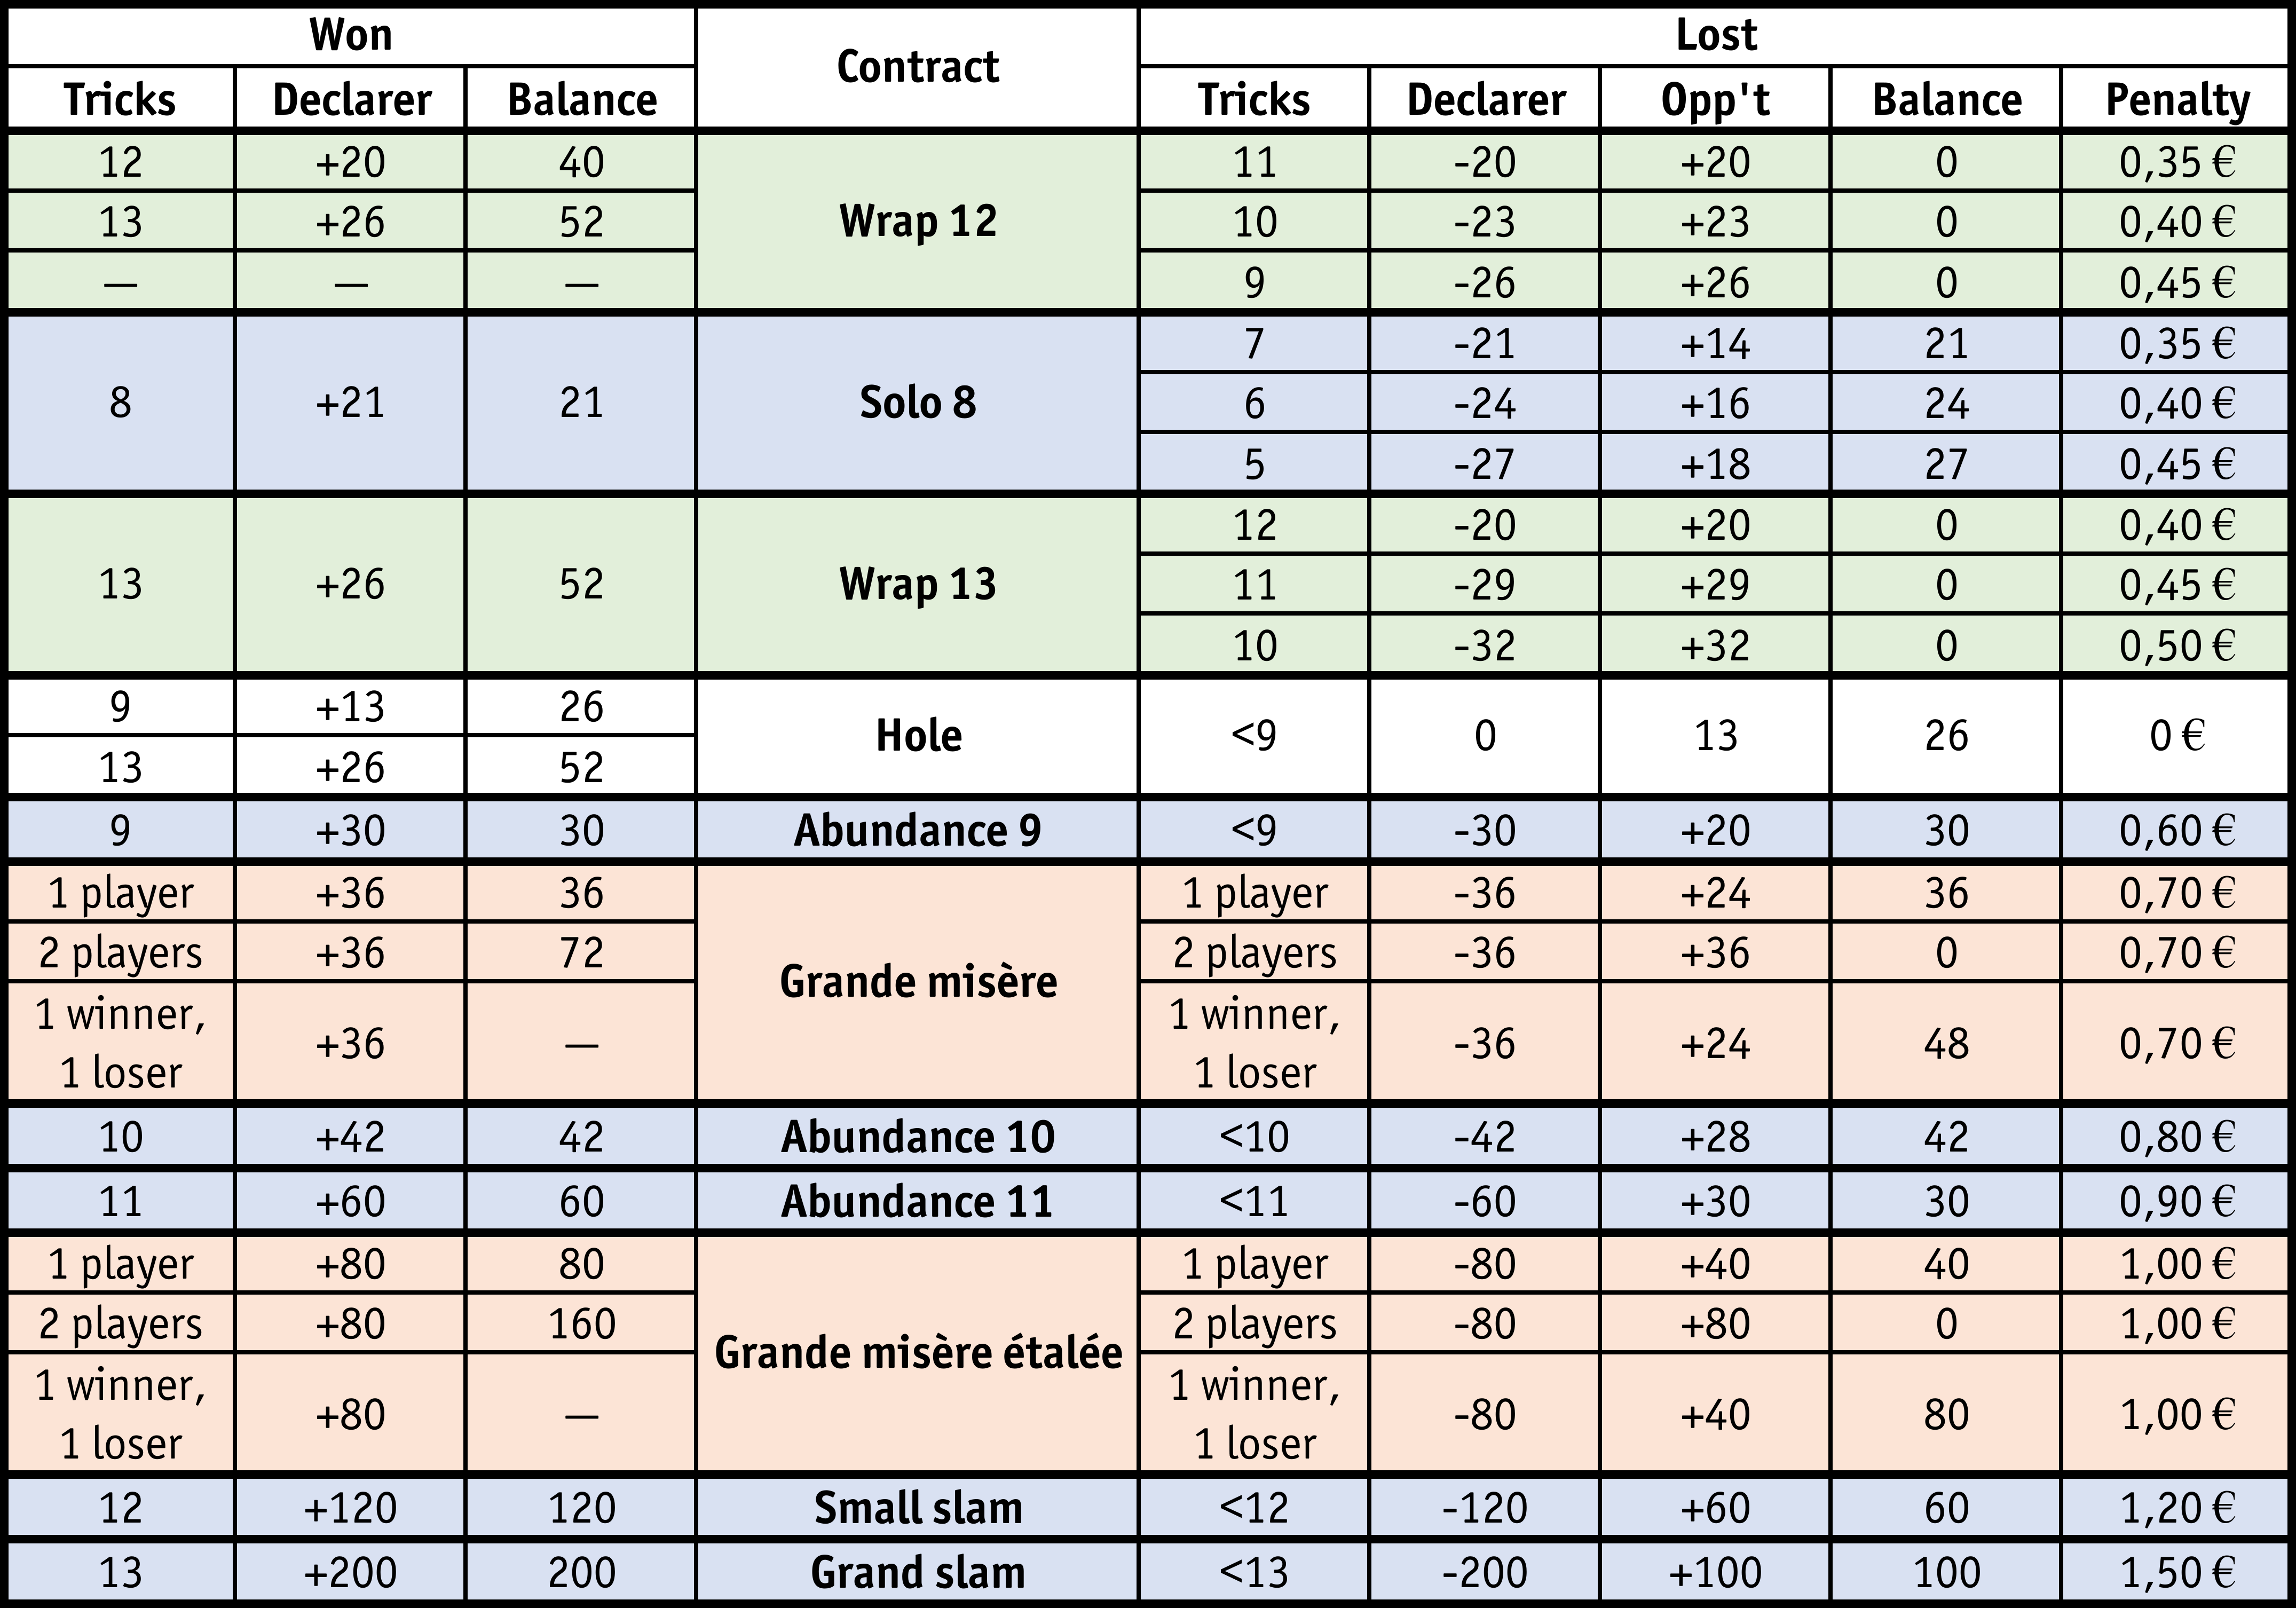 Won Contract Lost
Tricks Declarer Balance Tricks Declarer Opp't Balance Penalty
12 +20 40 Wrap 12 11 -20 +20 0 0,35 €
13 +26 52 10 -23 +23 0 0,40 €
— — — 9 -26 +26 0 0,45 €
8 +21 21 Solo 8 7 -21 +14 21 0,35 €
6 -24 +16 24 0,40 €
5 -27 +18 27 0,45 €
13 +26 52 Wrap 13 12 -20 +20 0 0,40 €
11 -29 +29 0 0,45 €
10 -32 +32 0 0,50 €
9 +13 26 Hole <9 0 13 26 0 €
13 +26 52
9 +30 30 Abundance 9 <9 -30 +20 30 0,60 €
1 player +36 36 Grande misère 1 player -36 +24 36 0,70 €
2 players +36 72 2 players -36 +36 0 0,70 €
1 winner, +36 — 1 winner, -36 +24 48 0,70 €
1 loser 1 loser
10 +42 42 Abundance 10 <10 -42 +28 42 0,80 €
11 +60 60 Abundance 11 <11 -60 +30 30 0,90 €
1 player +80 80 Grande misère étalée 1 player -80 +40 40 1,00 €
2 players +80 160 2 players -80 +80 0 1,00 €
1 winner, +80 — 1 winner, -80 +40 80 1,00 €
1 loser 1 loser
12 +120 120 Small slam <12 -120 +60 60 1,20 €
13 +200 200 Grand slam <13 -200 +100 100 1,50 €